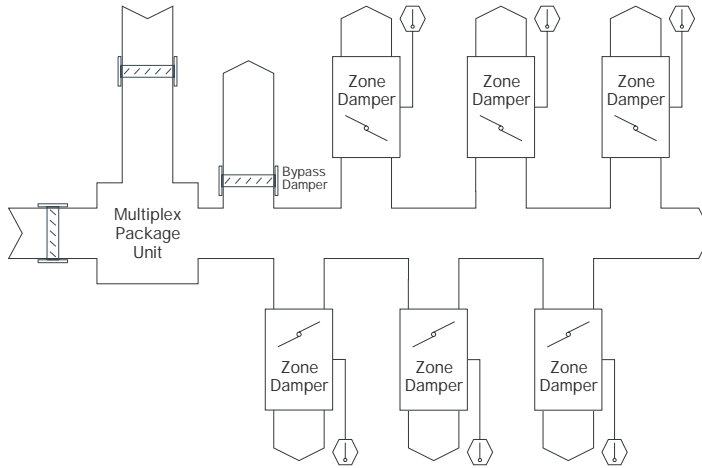 Zone
Damper
Zone
Damper
Zone
Damper
Bypass
Damper
Multiplex
Package
Unit
Zone
Damper
Zone
Damper
Zone
Damper